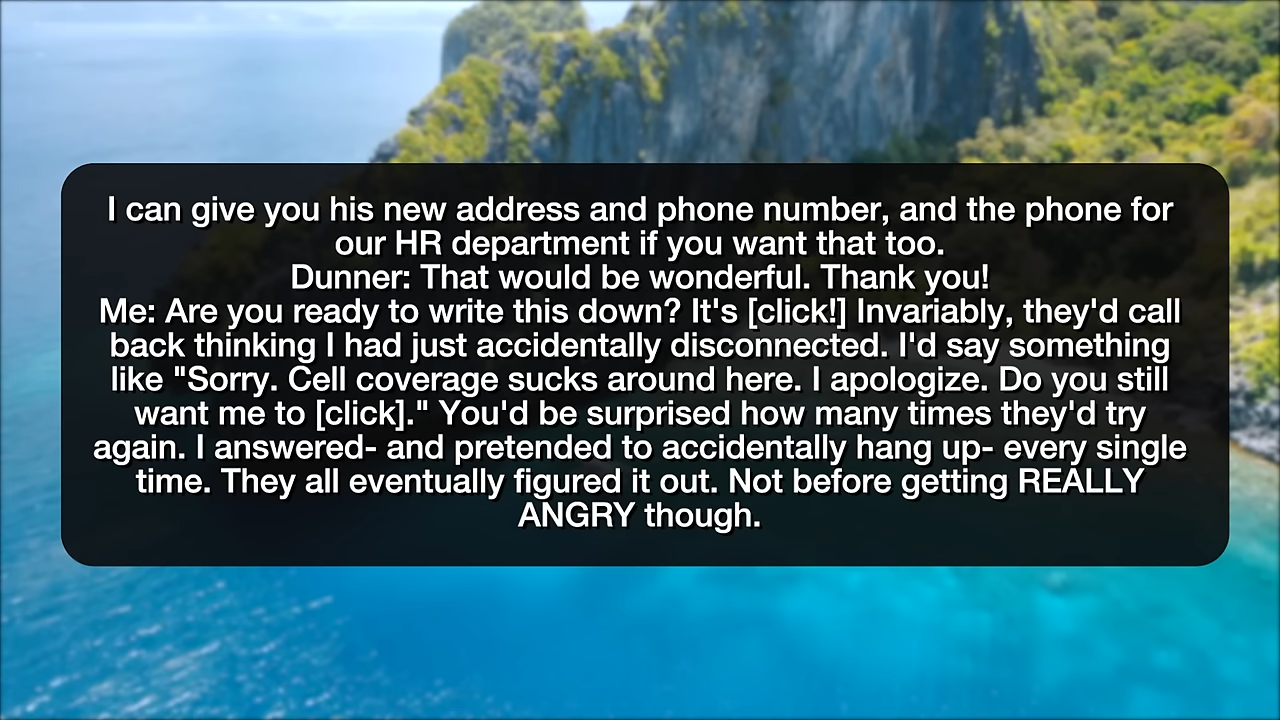 I can give you his new address and phone number, and the phone for
our HR department if you want that too.
Dunner: That would be wonderful. Thank you!
Me: Are you ready to write this down? It's [click!] Invariably, they'd call
back thinking I had just accidentally disconnected. I'd say something
like "Sorry. Cell coverage sucks around here. I apologize. Do you still
want me to [click]." You'd be surprised how many times they'd try
again. I answered- and pretended to accidentally hang up- every single
time. They all eventually figured it out. Not before getting REALLY
ANGRY though.